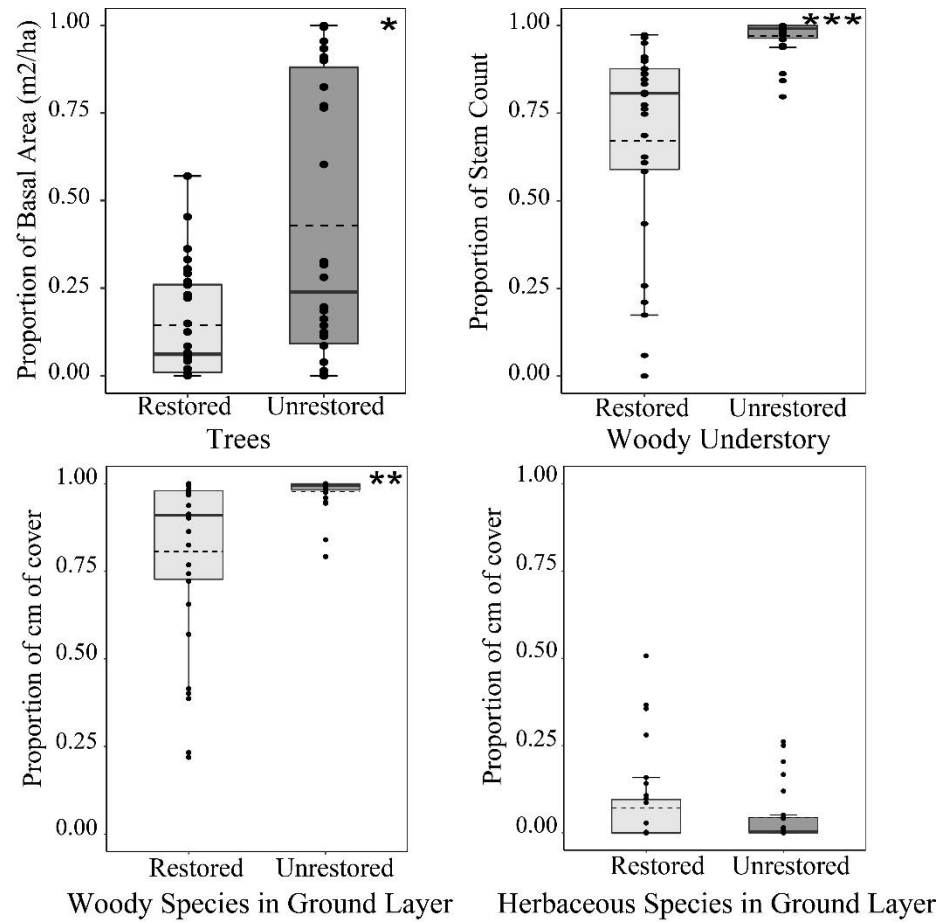 Proportion of Basal Area (m2/ha)
1.00
0.75
0.50
0.25
0.00
*
Restored Unrestored
Trees
Proportion of Stem Count
1.00
0.75
0.50
0.25
0.00
***
Restored Unrestored
Woody Understory
Proportion of cm of cover
1.00
0.75
0.50
0.25
0.00
**
Restored Unrestored
Woody Species in Ground Layer
Proportion of cm of cover
1.00
0.75
0.50
0.25
0.00
Restored Unrestored
Herbaceous Species in Ground Layer